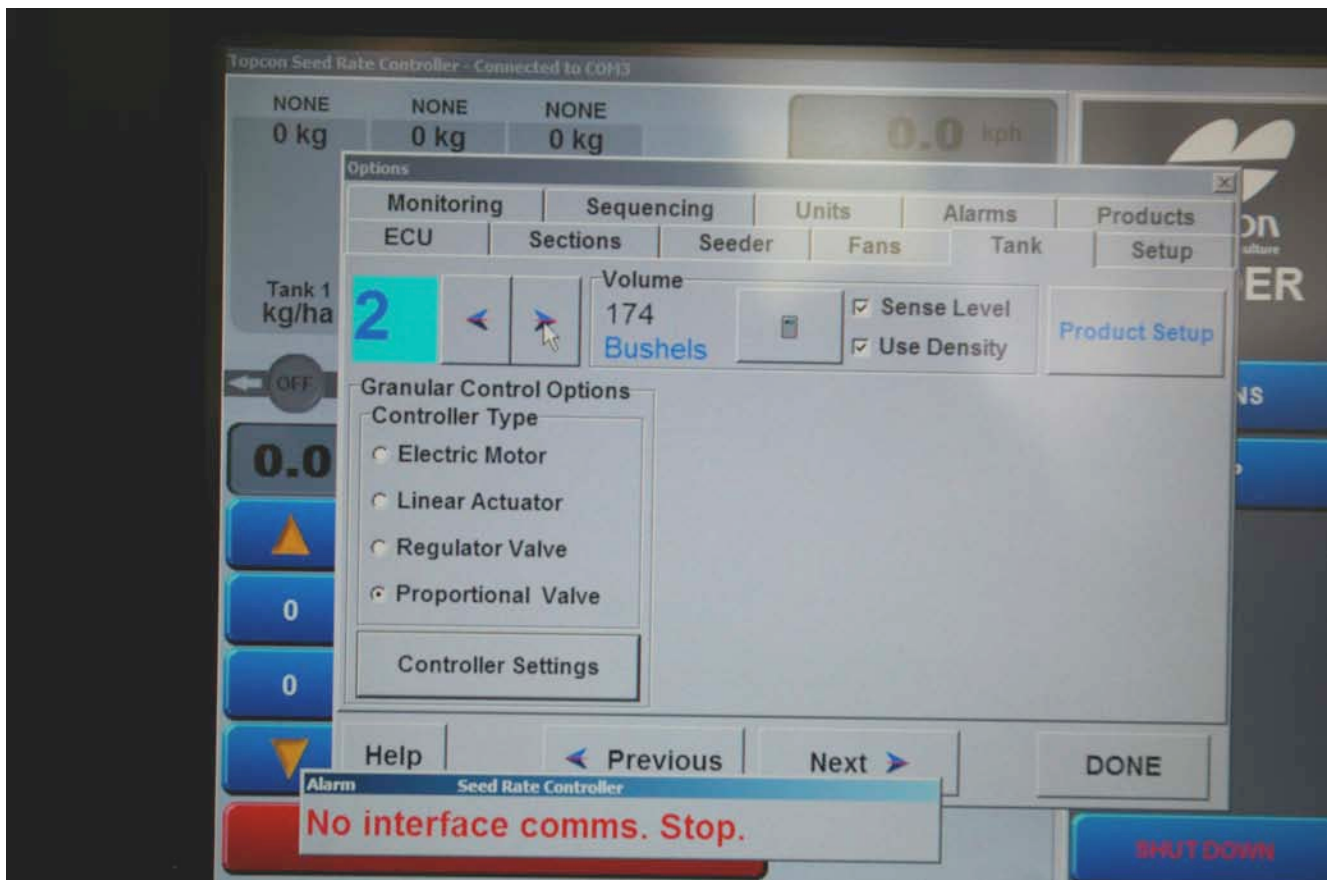 Topcon Seed Rate Controller - Connected to COM3
NONE NONE NONE
0 kg 0 kg 0 kg
0.0 kph
Options
Monitoring Sequencing Units Alarms Products
ECU Sections Seeder Fans Tank Setup
on
culture
ER
Tank 1
kg/ha
2
Volume
174
Bushels
Sense Level
Use Density
Product Setup
OFF
Granular Control Options
Controller Type
Electric Motor
Linear Actuator
Regulator Valve
Proportional Valve
Controller Settings
0.0
0
0
NS
Help Previous Next DONE
Alarm Seed Rate Controller
No interface comms. Stop.
SHUT DOWN